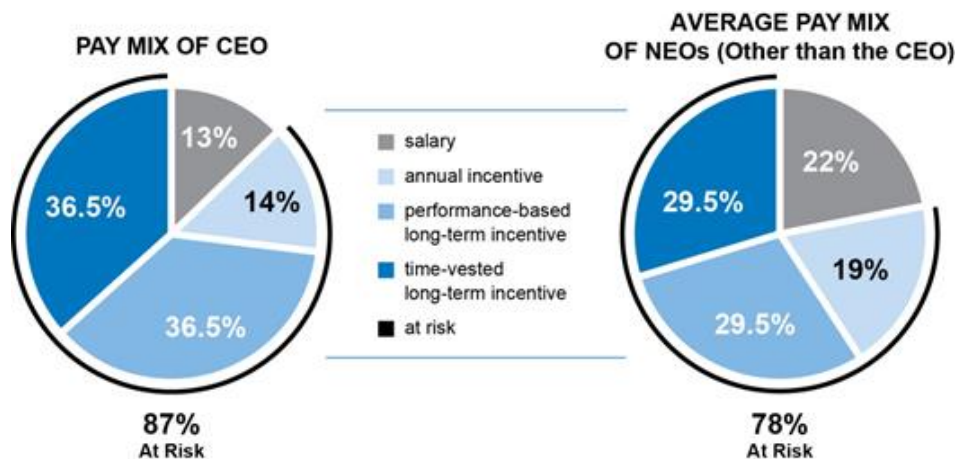 PAY MIX OF CEO
13%
14%
36.5%
36.5%
87%
At Risk
salary
annual incentive
performance-based
long-term incentive
time-vested
long-term incentive
at risk
AVERAGE PAY MIX
OF NEOs (Other than the CEO)
22%
19%
29.5%
29.5%
78%
At Risk